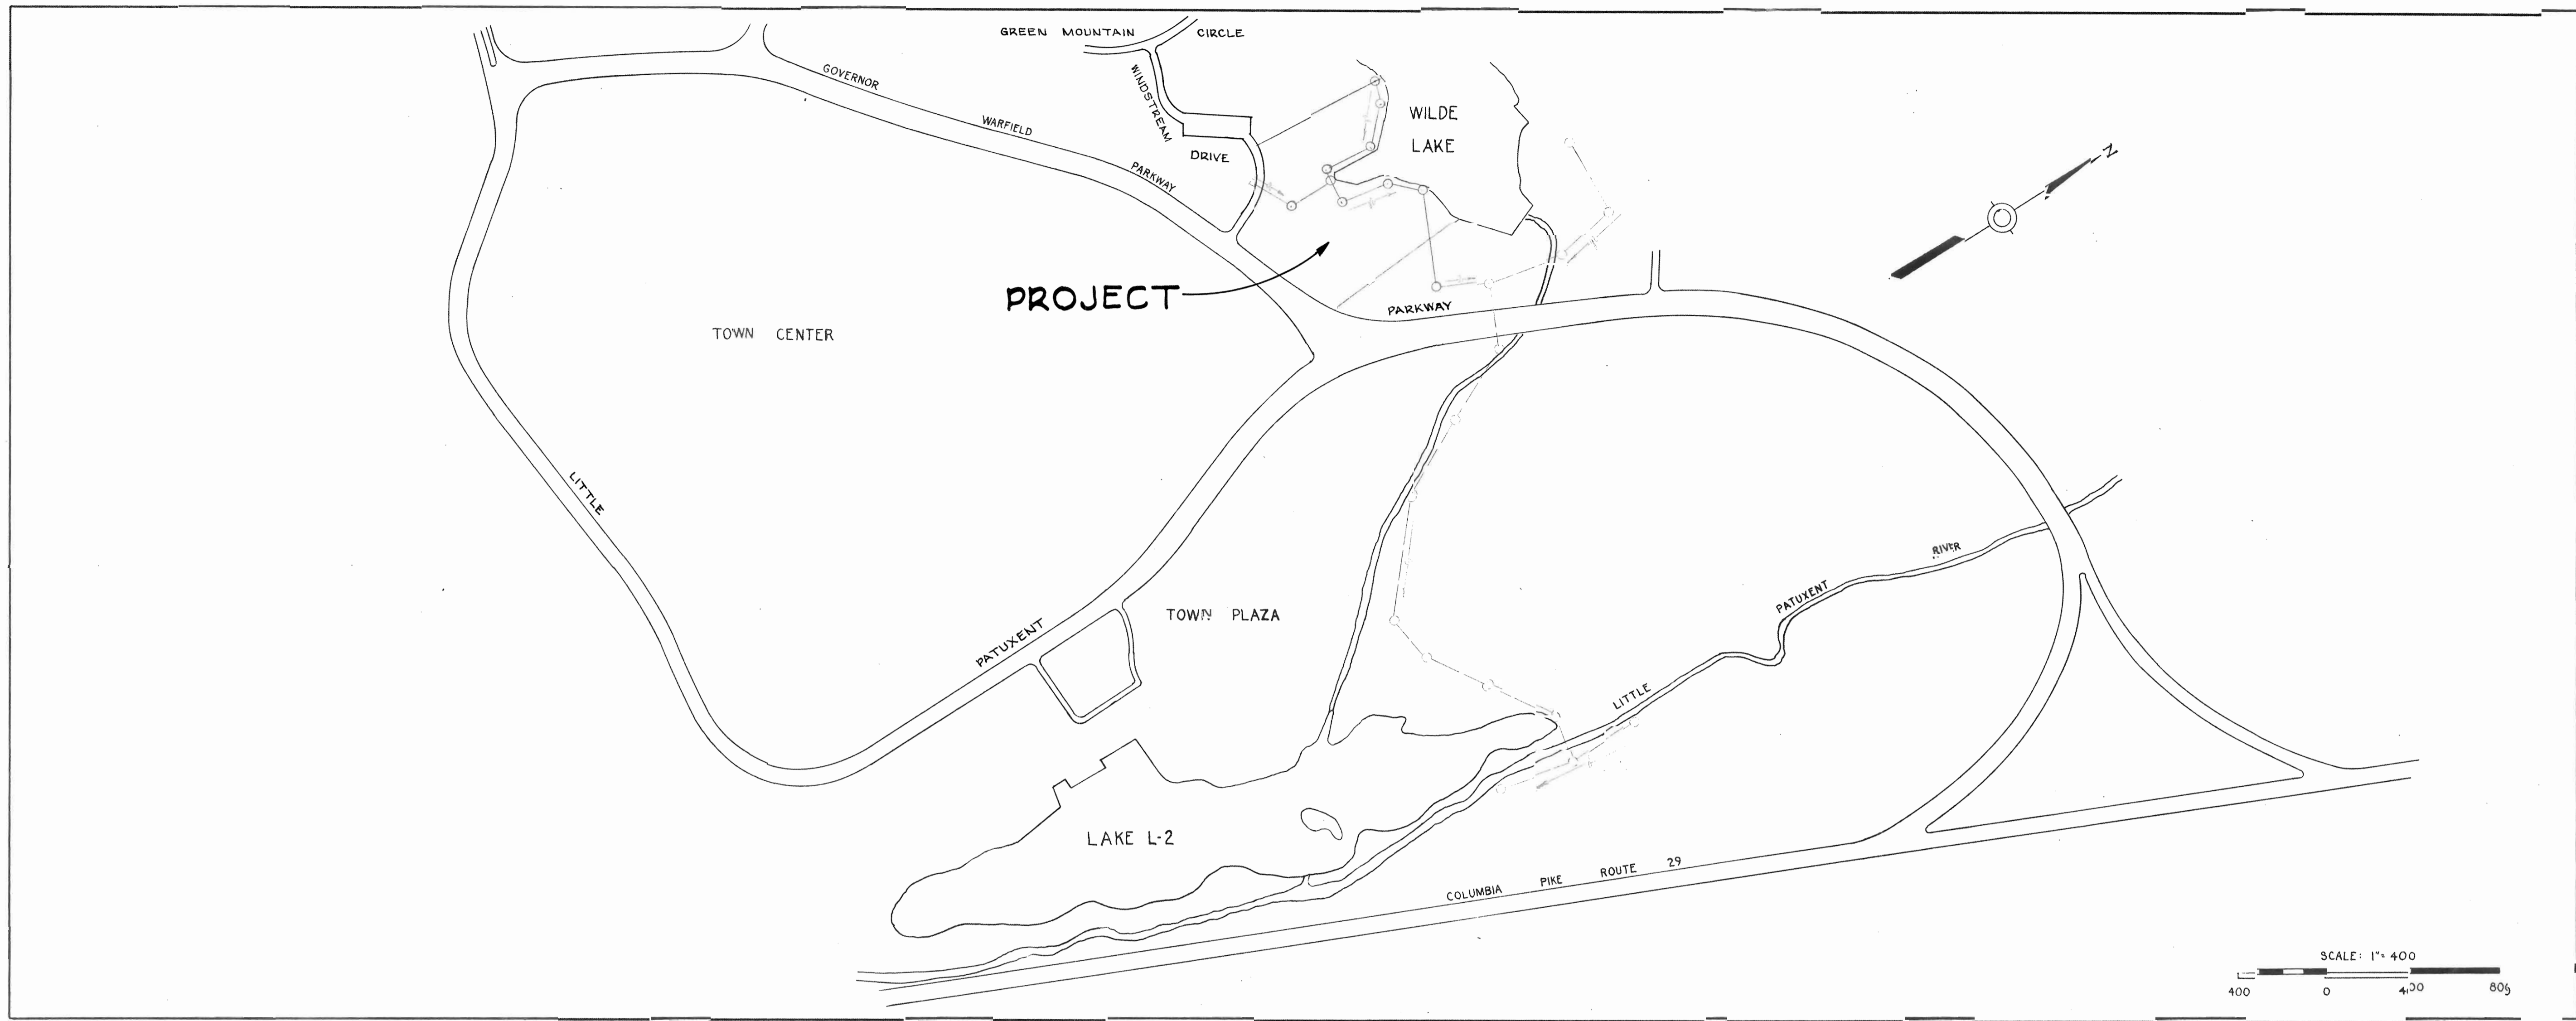 GREEN MOUNTAIN CIRCLE
GOVERNOR
WARFIELD
PARKWAY
WINDSTREAM
DRIVE
WILDE
LAKE
N
PROJECT
PARKWAY
TOWN CENTER
LITTLE
PATUXENT
TOWN PLAZA
RIVER
PATUXENT
LITTLE
LAKE L-2
COLUMBIA PIKE ROUTE 29
SCALE: 1"= 400
400 0 400 800